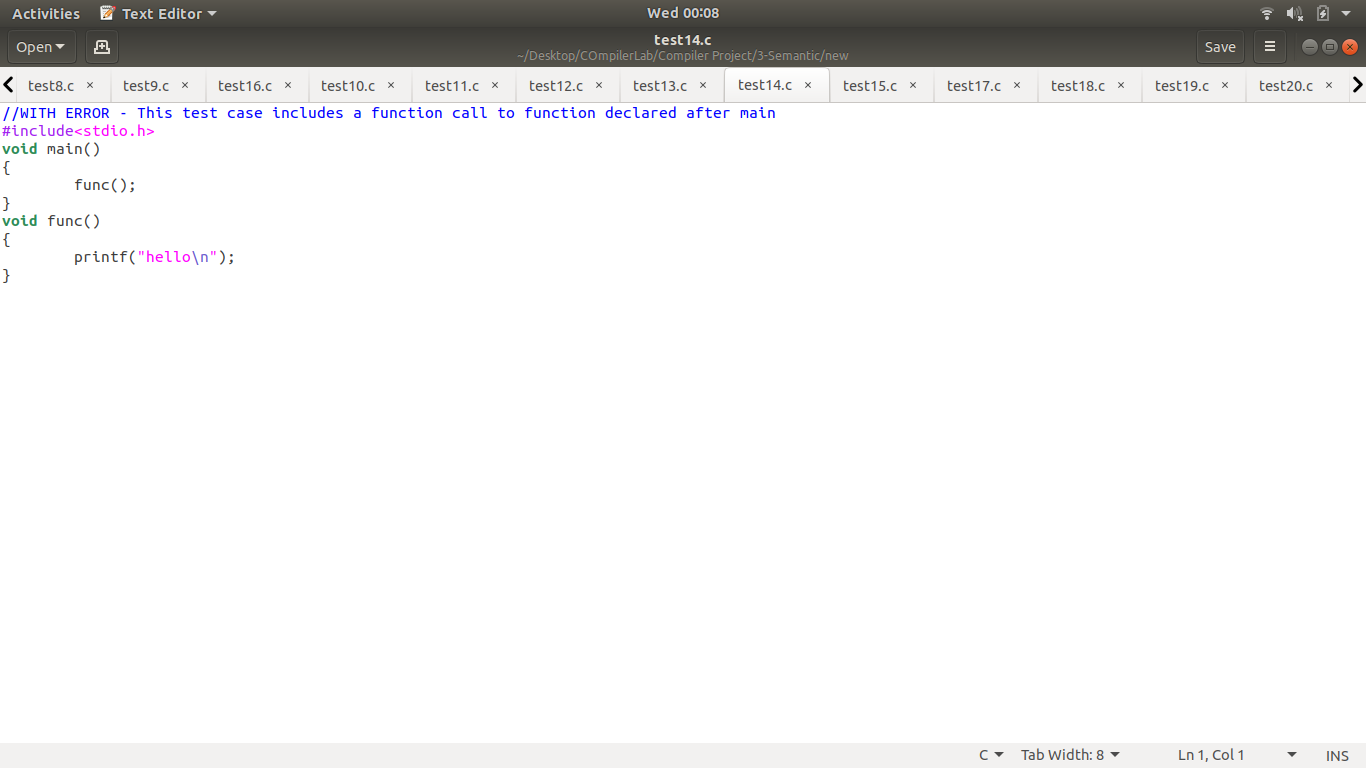 Activities Text Editor Wed 00:08
Open test14.c Save
~/Desktop/COmpilerLab/Compiler Project/3-Semantic/new
test8.c × test9.c × test16.c × test10.c × test11.c × test12.c × test13.c × test14.c × test15.c × test17.c × test18.c × test19.c × test20.c ×
//WITH ERROR - This test case includes a function call to function declared after main
#include<stdio.h>
void main()
{
        func();
}
void func()
{
        printf("hello\n");
}
C Tab Width: 8 Ln 1, Col 1 INS